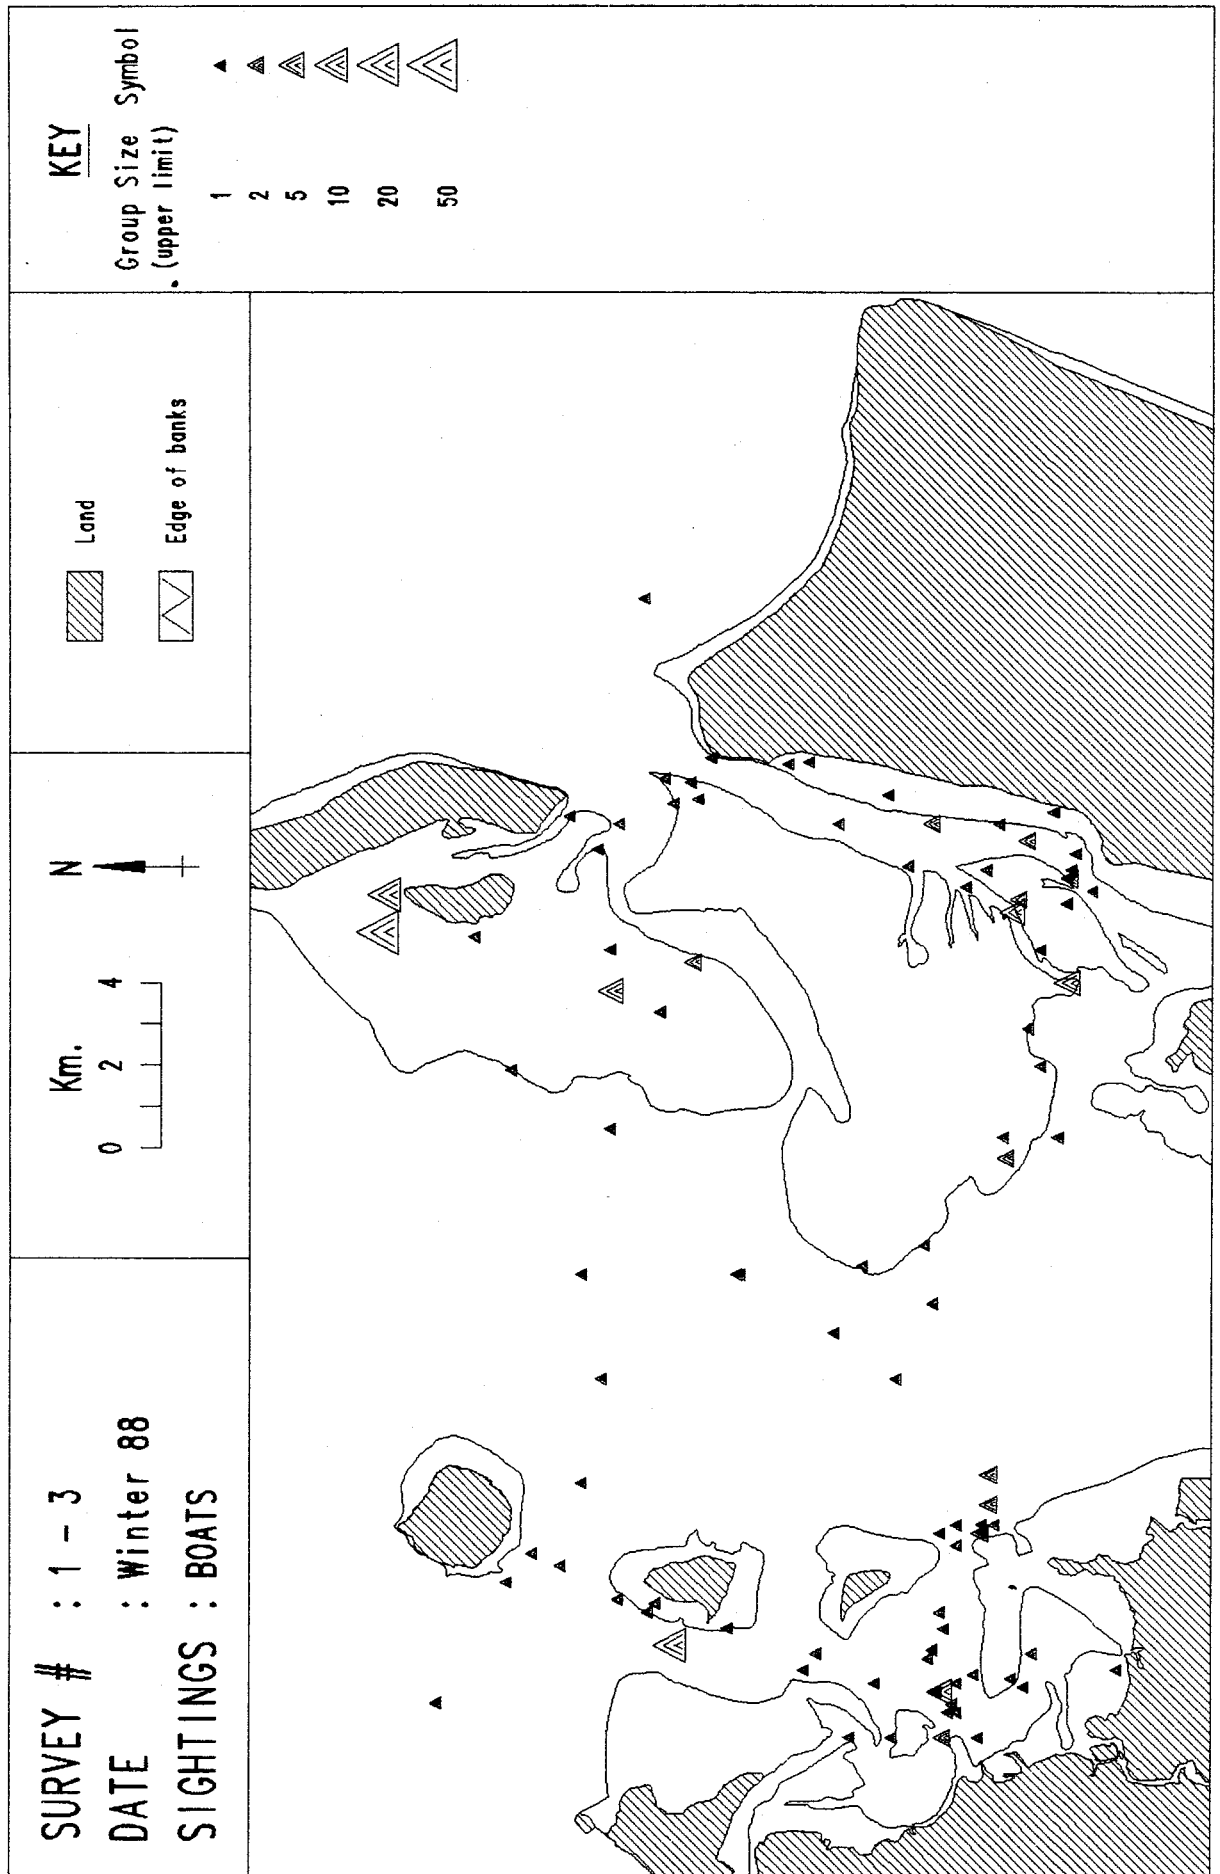 SURVEY # : 1 - 3
DATE : Winter 88
SIGHTINGS : BOATS
Km.
0 2 4
N
Land
Edge of banks
KEY
Group Size Symbol
(upper limit)
1
2
5
10
20
50